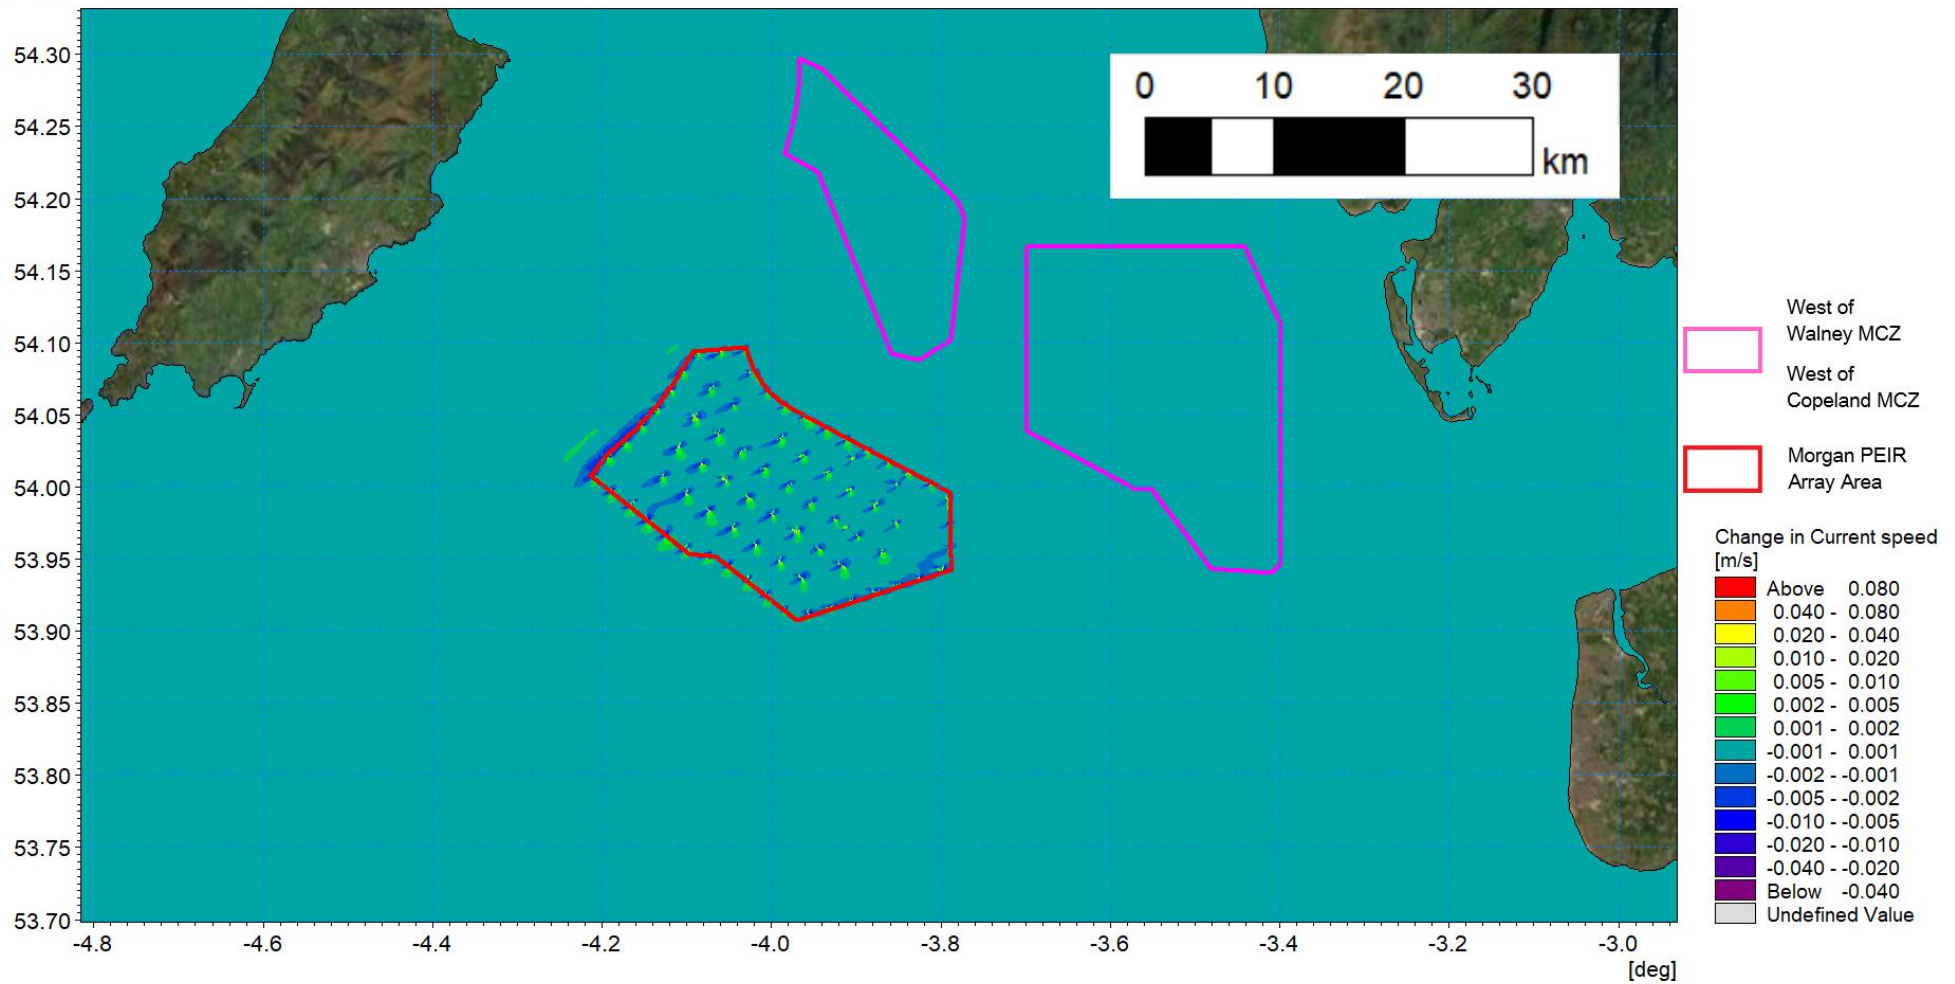 54.30
54.25
54.20
54.15
54.10
54.05
54.00
53.95
53.90
53.85
53.80
53.75
53.70
-4.8 -4.6 -4.4 -4.2 -4.0 -3.8 -3.6 -3.4 -3.2 -3.0
[deg]
0 10 20 30
km
West of
Walney MCZ
West of
Copeland MCZ
Morgan PEIR
Array Area
Change in Current speed
[m/s]
Above 0.080
0.040 - 0.080
0.020 - 0.040
0.010 - 0.020
0.005 - 0.010
0.002 - 0.005
0.001 - 0.002
-0.001 - 0.001
-0.002 - -0.001
-0.005 - -0.002
-0.010 - -0.005
-0.020 - -0.010
-0.040 - -0.020
Below -0.040
Undefined Value